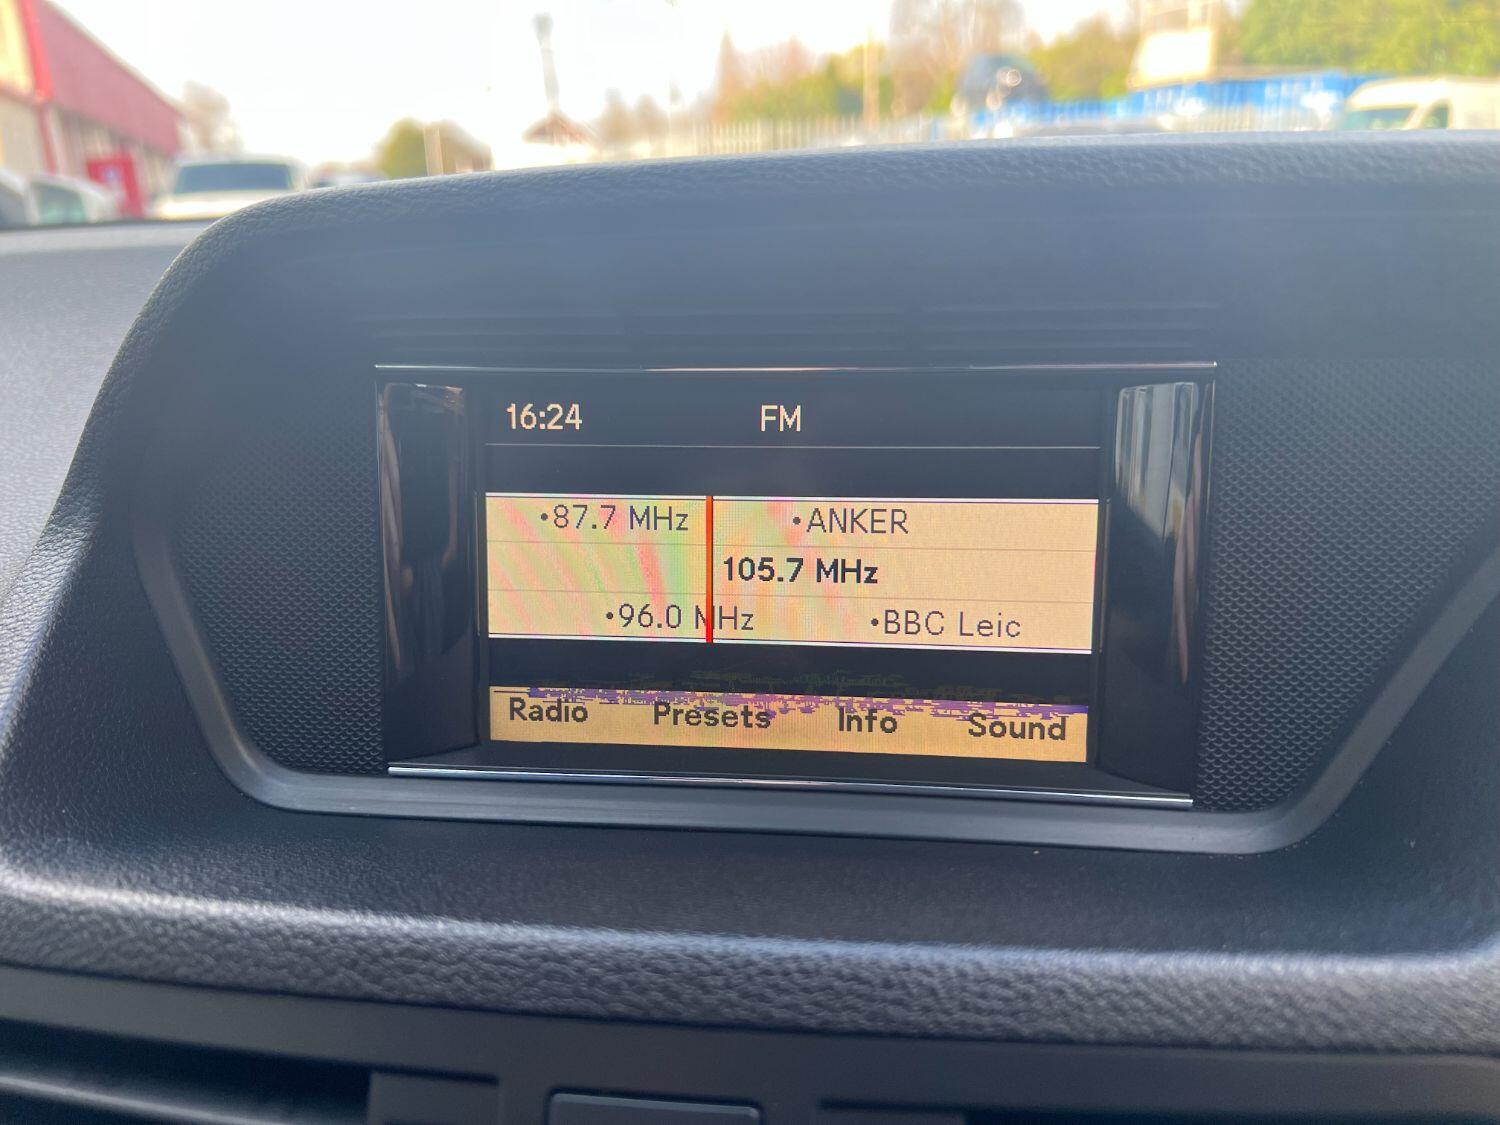 16:24 FM
•87.7 MHz •ANKER
105.7 MHz
•96.0 MHz •BBC Leic
Radio Presets Info Sound